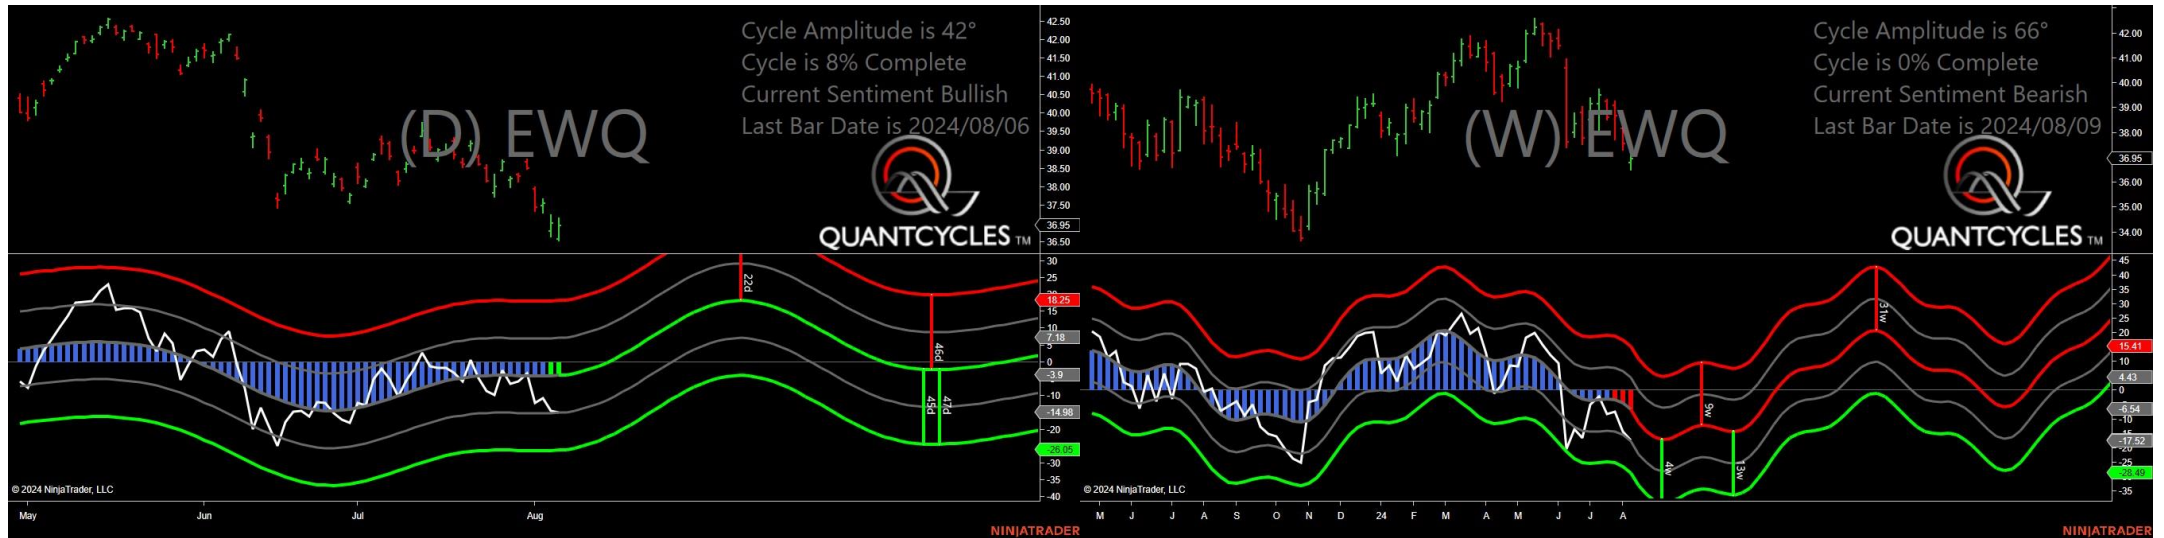 Cycle Amplitude is 42°
Cycle is 8% Complete
Current Sentiment Bullish
Last Bar Date is 2024/08/06
(D) EWQ
QUANTCYCLES TM
42.50
42.00
41.50
41.00
40.50
40.00
39.50
39.00
38.50
38.00
37.50
36.95
36.50
22d
46d
45d
47d
30
25
18.25
15
10
7.18
5
0
-3.9
-10
-14.98
-20
-26.05
-30
-35
-40
© 2024 NinjaTrader, LLC
May Jun Jul Aug
NINJATRADER
Cycle Amplitude is 66°
Cycle is 0% Complete
Current Sentiment Bearish
Last Bar Date is 2024/08/09
(W) EWQ
QUANTCYCLES TM
42.00
41.00
40.00
39.00
38.00
36.95
36.00
35.00
34.00
31w
9w
4w
13w
45
40
35
30
25
20
15.41
10
4.43
0
-6.54
-10
-17.52
-25
-28.49
-35
© 2024 NinjaTrader, LLC
M J J A S O N D 24 F M A M J J A
NINJATRADER